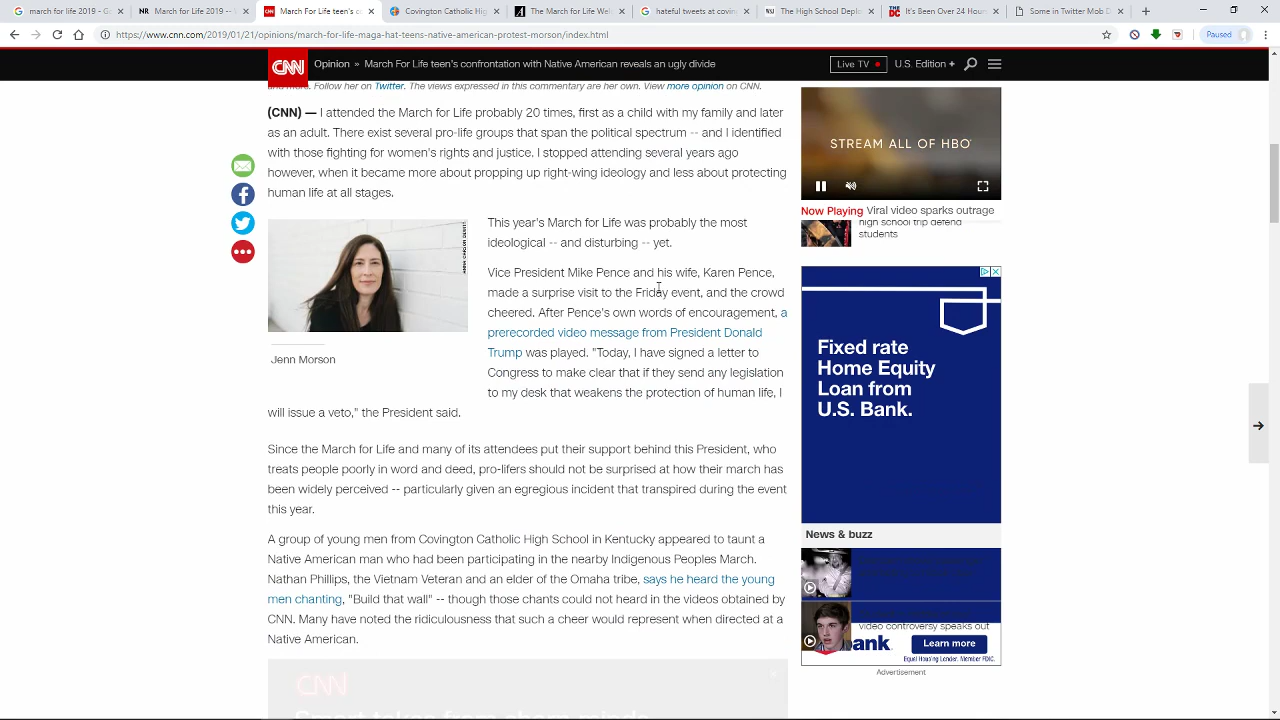 march for life 2019 - G
March for Life 2019 --
March for Life teen's c
Covington Catholic Hig
March for Life – Wiki
hateful tweets at covin
The High School Deplo
It's Been Over 24 Hours
Some in Twitter Mob D
https://www.cnn.com/2019/01/21/opinions/march-for-life-maga-hat-teens-native-american-protest-morson/index.html
Paused
CNN
Opinion » March For Life teen's confrontation with Native American reveals an ugly divide
Live TV
U.S. Edition +
and more. Follow her on Twitter. The views expressed in this commentary are her own. View more opinion on CNN.
(CNN) — I attended the March for Life probably 20 times, first as a child with my family and later
as an adult. There exist several pro-life groups that span the political spectrum -- and I identified
with those fighting for women's rights and justice. I stopped attending several years ago
however, when it became more about propping up right-wing ideology and less about protecting
human life at all stages.
Jenn Morson
This year's March for Life was probably the most
ideological -- and disturbing -- yet.
Vice President Mike Pence and his wife, Karen Pence,
made a surprise visit to the Friday event, and the crowd
cheered. After Pence's own words of encouragement, a
prerecorded video message from President Donald
Trump was played. "Today, I have signed a letter to
Congress to make clear that if they send any legislation
to my desk that weakens the protection of human life, I
will issue a veto," the President said.
Since the March for Life and many of its attendees put their support behind this President, who
treats people poorly in word and deed, pro-lifers should not be surprised at how their march has
been widely perceived -- particularly given an egregious incident that transpired during the event
this year.
A group of young men from Covington Catholic High School in Kentucky appeared to taunt a
Native American man who had been participating in the nearby Indigenous Peoples March.
Nathan Phillips, the Vietnam Veteran and an elder of the Omaha tribe, says he heard the young
men chanting, "Build that wall" -- though those chants could not heard in the videos obtained by
CNN. Many have noted the ridiculousness that such a cheer would represent when directed at a
Native American.
CNN
Smart takes from sharp minds
STREAM ALL OF HBO
Now Playing Viral video sparks outrage
high school trip defend
students
Fixed rate
Home Equity
Loan from
U.S. Bank.
News & buzz
video controversy speaks out
bank.
Learn more
Equal Housing Lender. Member FDIC.
Advertisement